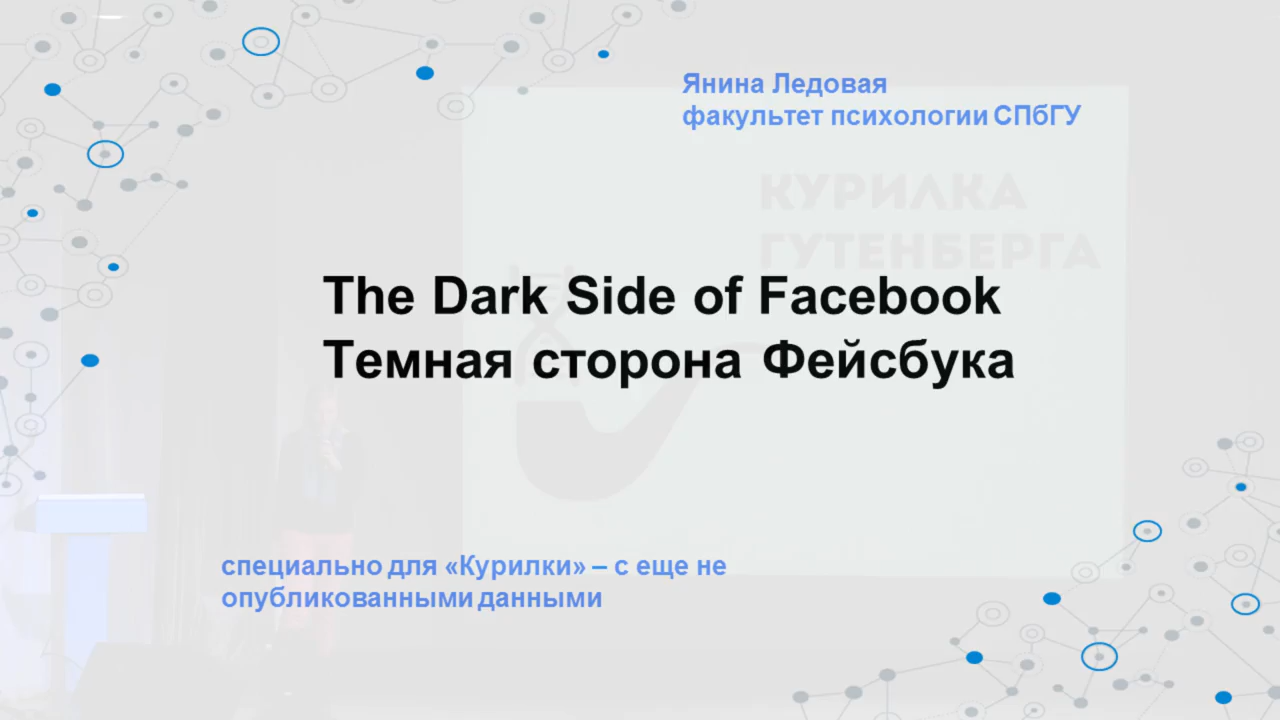 Янина Ледовая
факультет психологии СПбГУ
КУРИЛКА
ГУТЕНБЕРГА
The Dark Side of Facebook
Темная сторона Фейсбука
специально для «Курилки» – с еще не
опубликованными данными